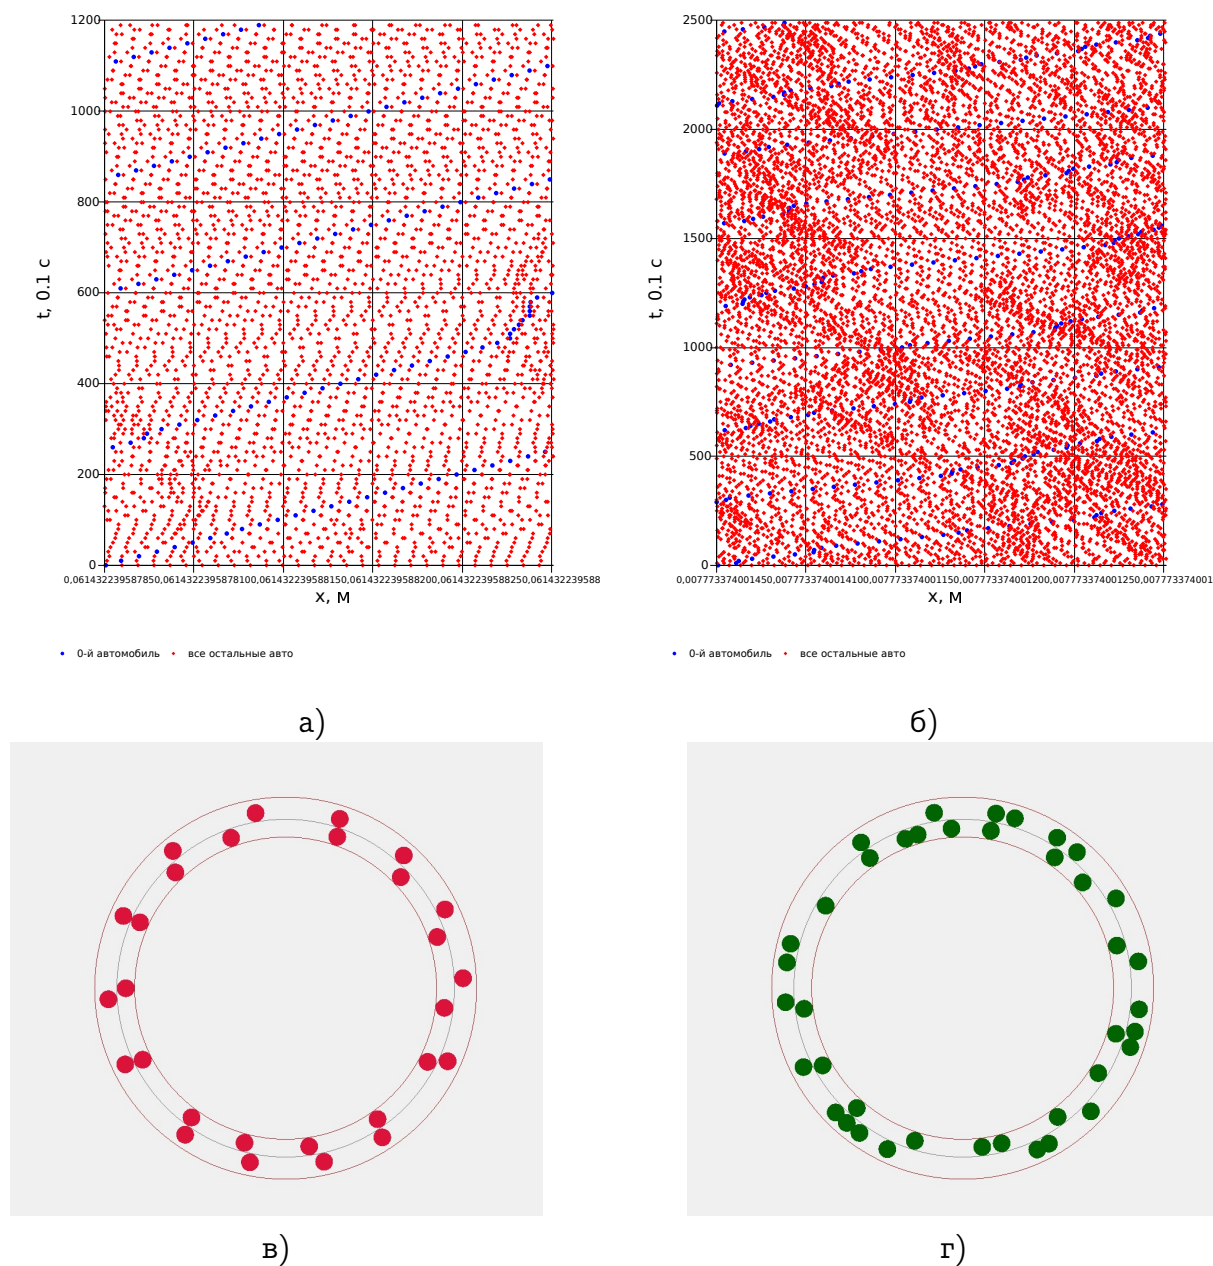 1200
1000
800
600
400
200
0
t, 0.1 с
x, м
0-й автомобиль
все остальные авто
2500
2000
1500
1000
500
0
t, 0.1 с
x, м
0-й автомобиль
все остальные авто
а)
б)
в)
г)